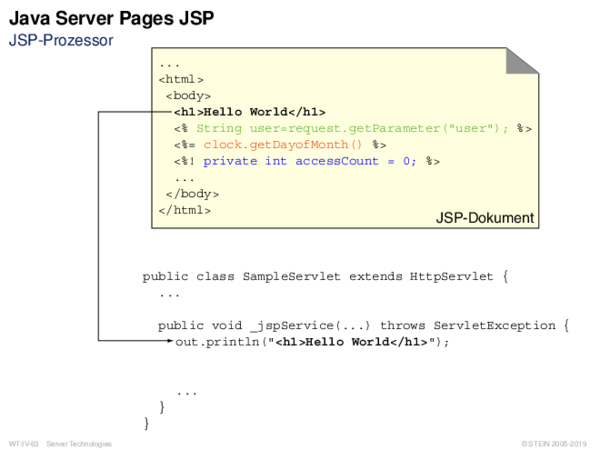 Java Server Pages JSP
JSP-Prozessor
...
<html>
<body>
<h1>Hello World</h1>
<% String user=request.getParameter("user"); %>
<%= clock.getDayofMonth() %>
<%! private int accessCount = 0; %>
...
</body>
</html>
JSP-Dokument
public class SampleServlet extends HttpServlet {
...
public void _jspService(...) throws ServletException {
out.println("<h1>Hello World</h1>");
...
}
}
WT:IV-63 Server Technologies © STEIN 2005-2019